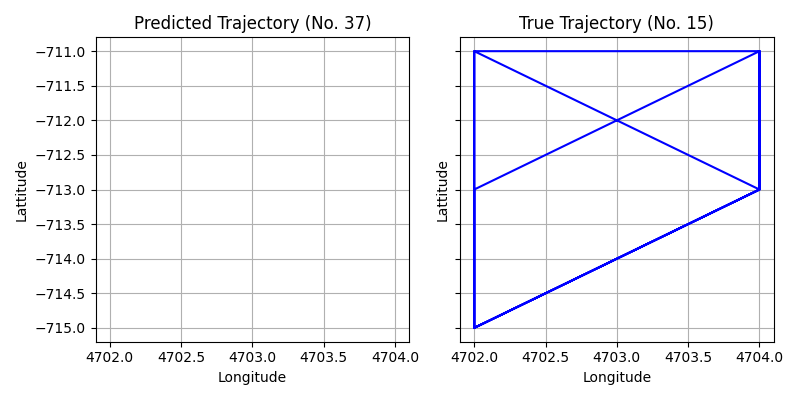 Predicted Trajectory (No. 37)
−711.0
−711.5
−712.0
−712.5
−713.0
−713.5
−714.0
−714.5
−715.0
Lattitude
4702.0 4702.5 4703.0 4703.5 4704.0
Longitude
True Trajectory (No. 15)
Lattitude
4702.0 4702.5 4703.0 4703.5 4704.0
Longitude